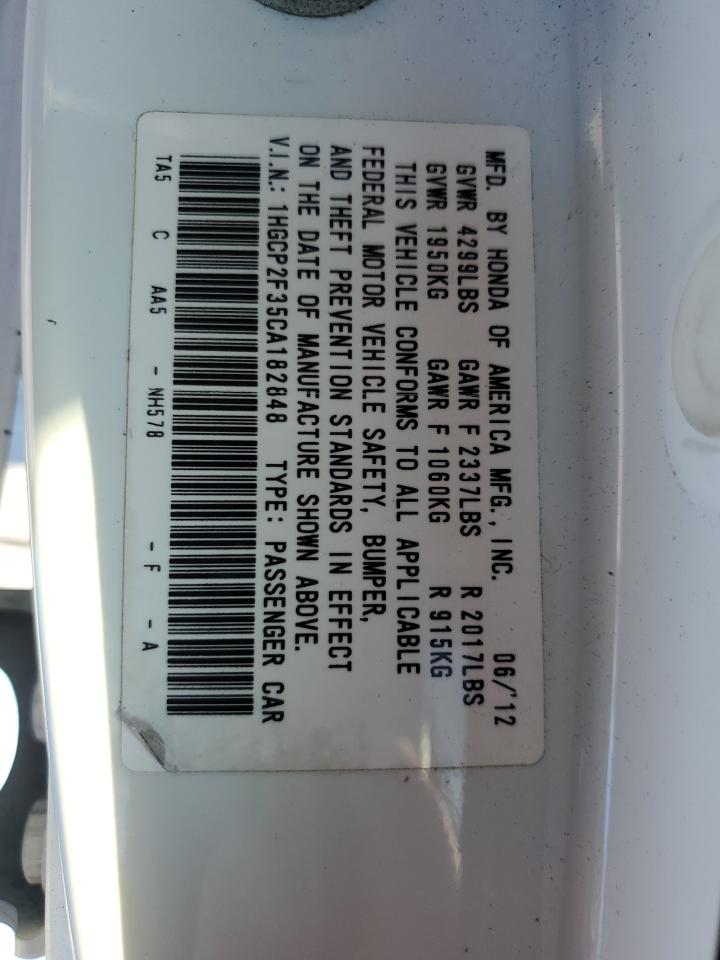 MFD. BY HONDA OF AMERICA MFG., INC. 06/'12
GVWR 4299LBS GAWR F 2337LBS R 2017LBS
GVWR 1950KG GAWR F 1060KG R 915KG
THIS VEHICLE CONFORMS TO ALL APPLICABLE
FEDERAL MOTOR VEHICLE SAFETY, BUMPER,
AND THEFT PREVENTION STANDARDS IN EFFECT
ON THE DATE OF MANUFACTURE SHOWN ABOVE.
V.I.N.: 1HGCP2F35CA182848 TYPE: PASSENGER CAR
TA5 C AA5 - NH578 - F - A